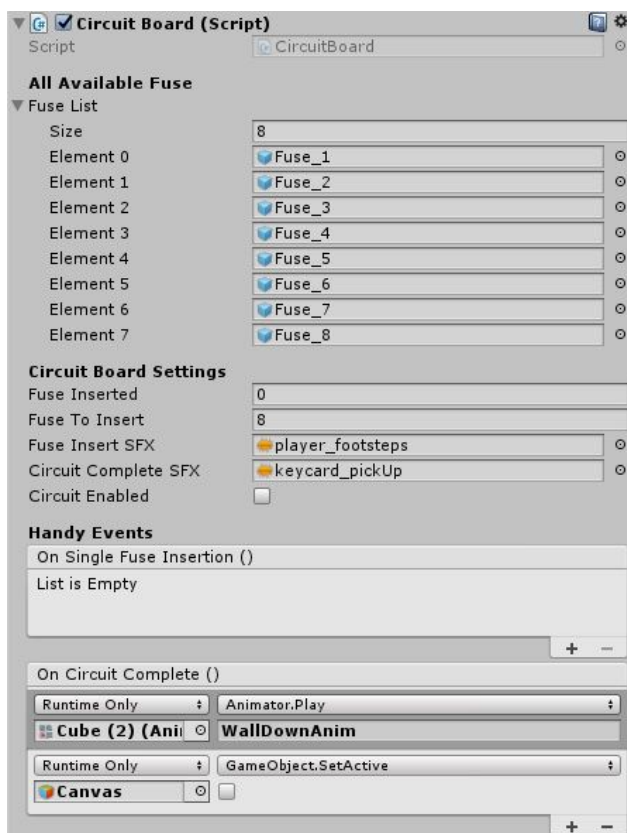 Circuit Board (Script)
Script CircuitBoard
All Available Fuse
Fuse List
Size 8
Element 0 Fuse_1
Element 1 Fuse_2
Element 2 Fuse_3
Element 3 Fuse_4
Element 4 Fuse_5
Element 5 Fuse_6
Element 6 Fuse_7
Element 7 Fuse_8
Circuit Board Settings
Fuse Inserted 0
Fuse To Insert 8
Fuse Insert SFX player_footsteps
Circuit Complete SFX keycard_pickUp
Circuit Enabled
Handy Events
On Single Fuse Insertion ()
List is Empty
+ −
On Circuit Complete ()
Runtime Only Animator.Play
Cube (2) (Ani WallDownAnim
Runtime Only GameObject.SetActive
Canvas
+ −